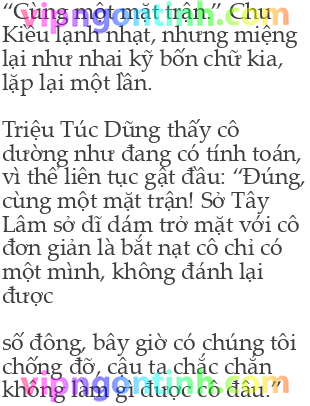 vipngontinh.com
“Cùng một mặt trận.” Chu
Kiều lạnh nhạt, nhưng miệng
lại như nhai kỹ bốn chữ kia,
lặp lại một lần.
Triệu Túc Dũng thấy cô
dường như đang có tính toán,
vì thế liên tục gật đầu: “Đúng,
cùng một mặt trận! Sở Tây
Lâm sở dĩ dám trở mặt với cô
đơn giản là bắt nạt cô chỉ có
một mình, không đánh lại
được
số đông, bây giờ có chúng tôi
chống đỡ, cậu ta chắc chắn
không làm gì được cô đâu.”
vipngontinh.com